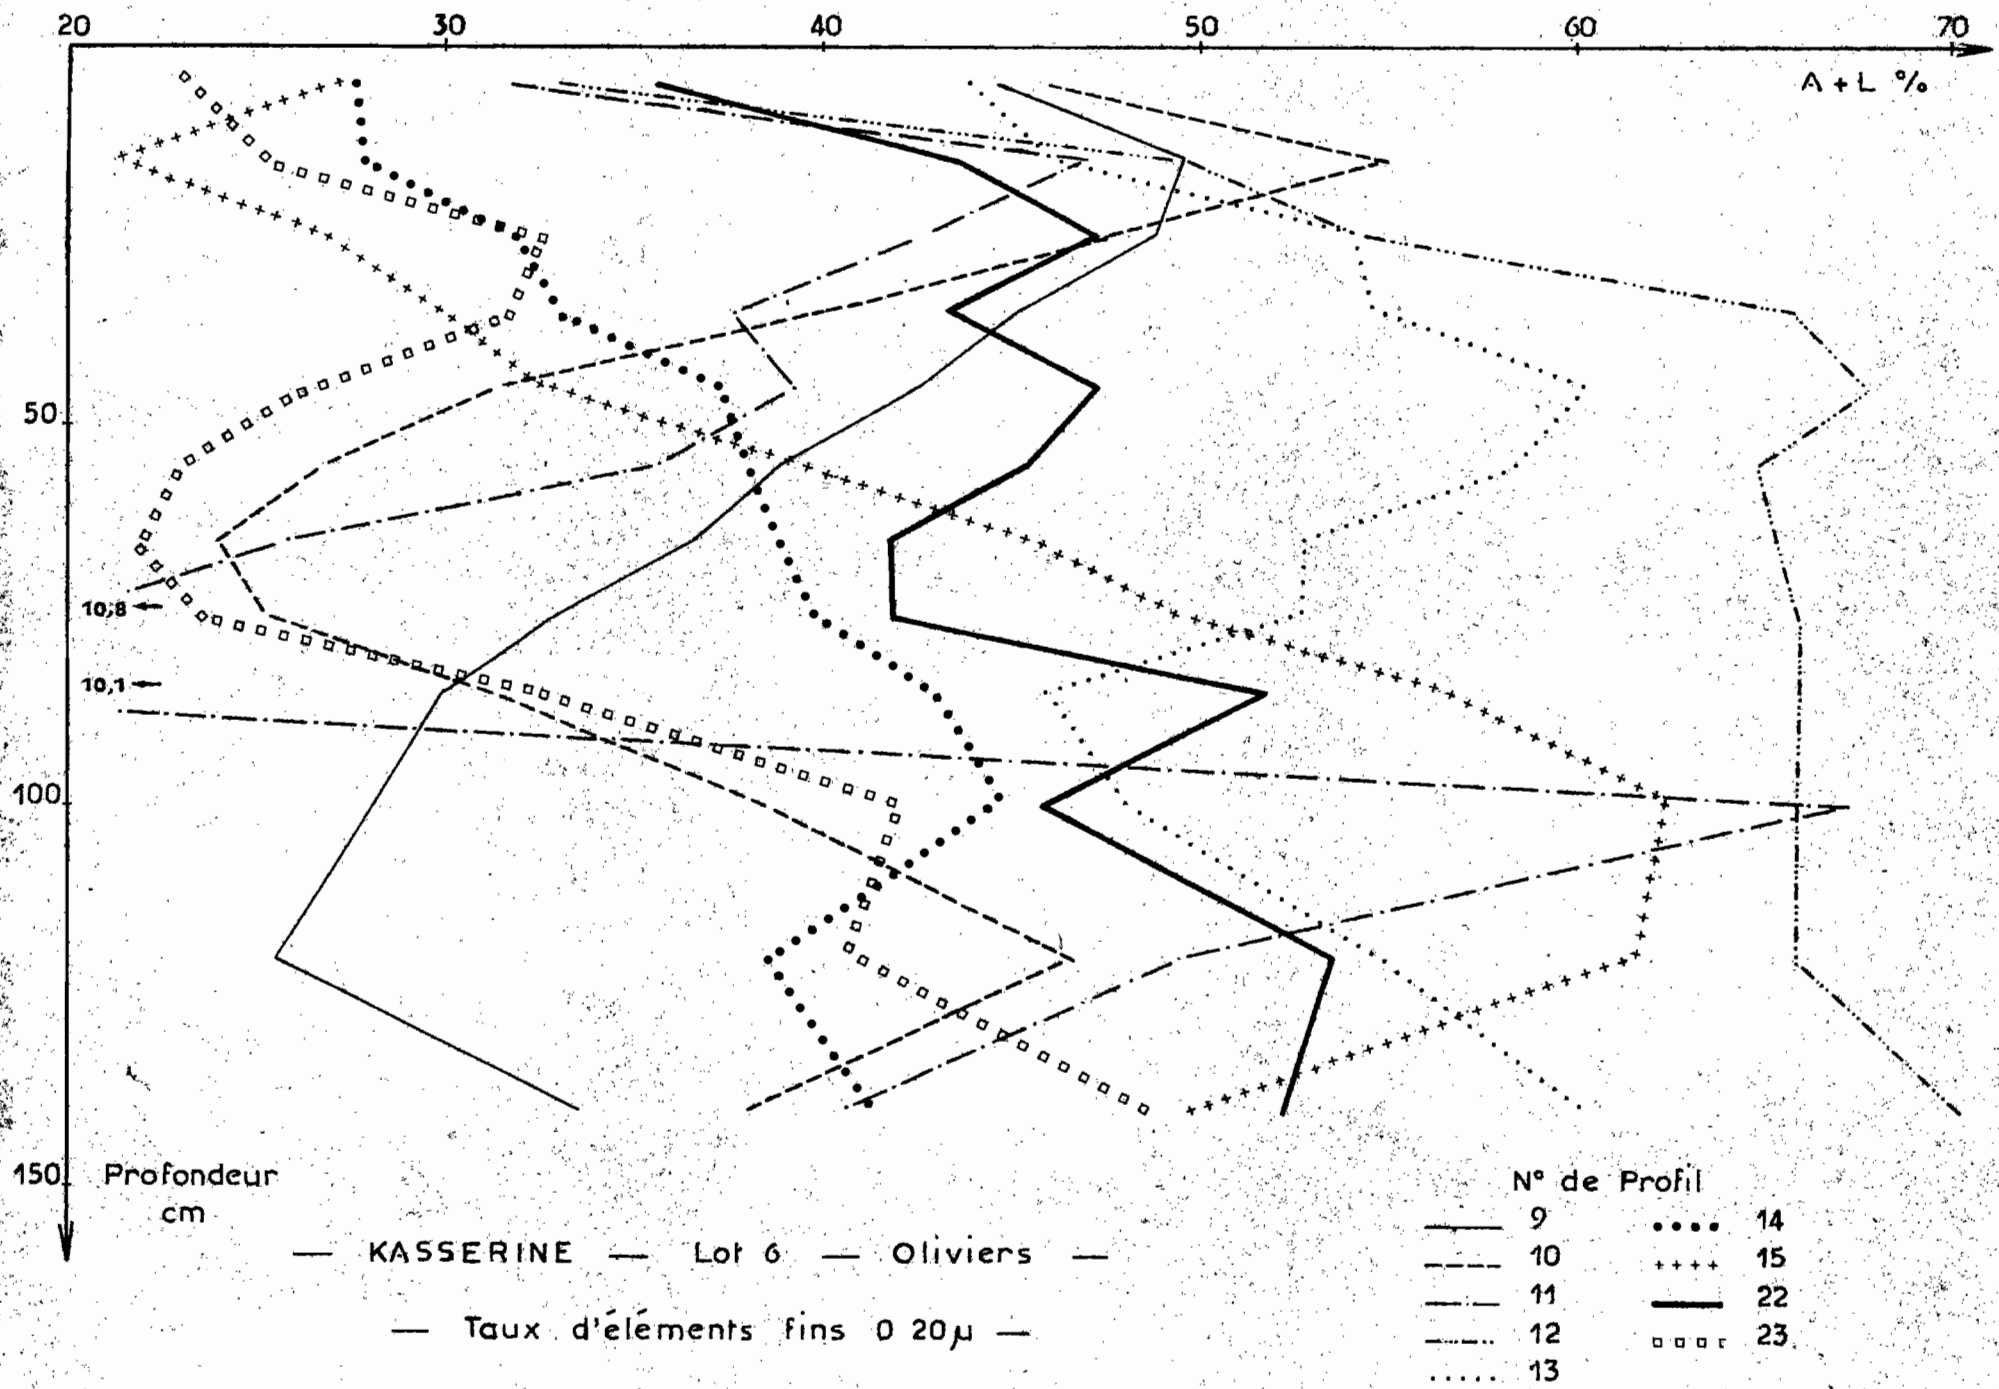 20 30 40 50 60 70
A + L %
50
10,8
10,1
100
150 Profondeur
cm
— KASSERINE — Lot 6 — Oliviers —
— Taux d'éléments fins 0 20µ —
N° de Profil
9 14
10 15
11 22
12 23
13